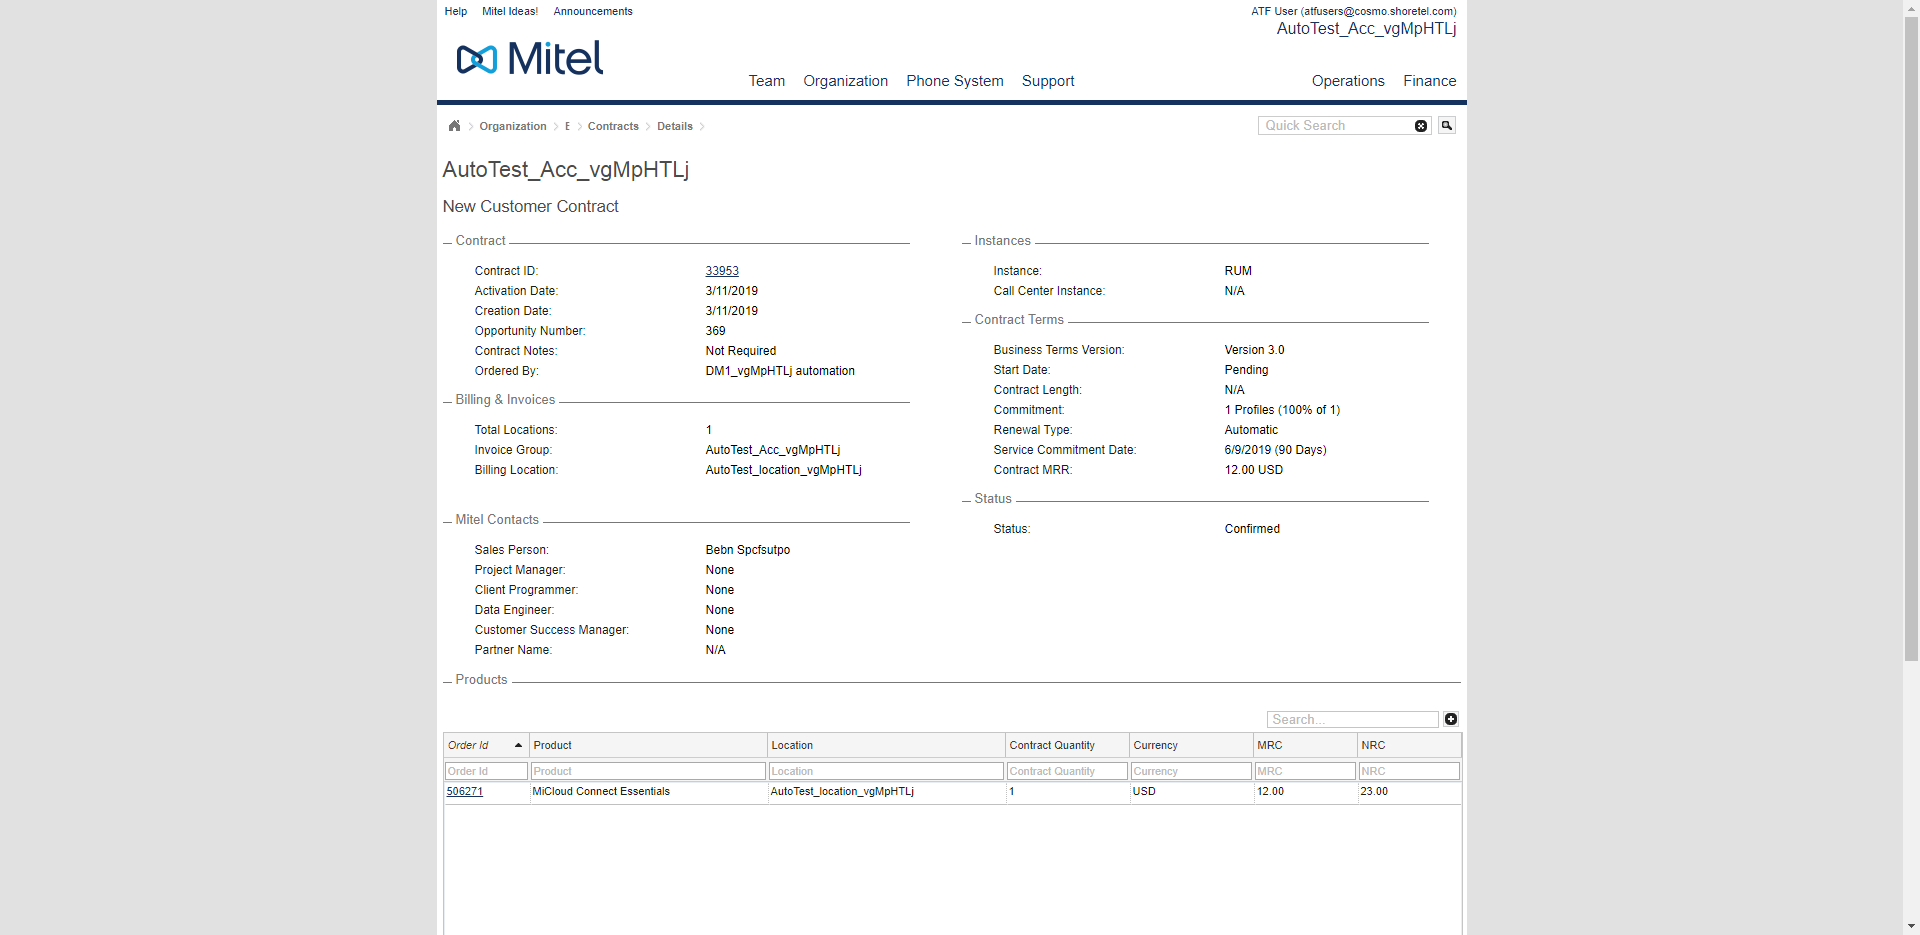 Help Mitel Ideas! Announcements ATF User (atfusers@cosmo.shoretel.com)
AutoTest_Acc_vgMpHTLj
Mitel
Team Organization Phone System Support Operations Finance
Organization Contracts Details Quick Search
AutoTest_Acc_vgMpHTLj
New Customer Contract
Contract
Contract ID: 33953
Activation Date: 3/11/2019
Creation Date: 3/11/2019
Opportunity Number: 369
Contract Notes: Not Required
Ordered By: DM1_vgMpHTLj automation
Billing & Invoices
Total Locations: 1
Invoice Group: AutoTest_Acc_vgMpHTLj
Billing Location: AutoTest_location_vgMpHTLj
Mitel Contacts
Sales Person: Bebn Spcfsutpo
Project Manager: None
Client Programmer: None
Data Engineer: None
Customer Success Manager: None
Partner Name: N/A
Instances
Instance: RUM
Call Center Instance: N/A
Contract Terms
Business Terms Version: Version 3.0
Start Date: Pending
Contract Length: N/A
Commitment: 1 Profiles (100% of 1)
Renewal Type: Automatic
Service Commitment Date: 6/9/2019 (90 Days)
Contract MRR: 12.00 USD
Status
Status: Confirmed
Products
Search...
Order Id Product Location Contract Quantity Currency MRC NRC
Order Id Product Location Contract Quantity Currency MRC NRC
506271 MiCloud Connect Essentials AutoTest_location_vgMpHTLj 1 USD 12.00 23.00